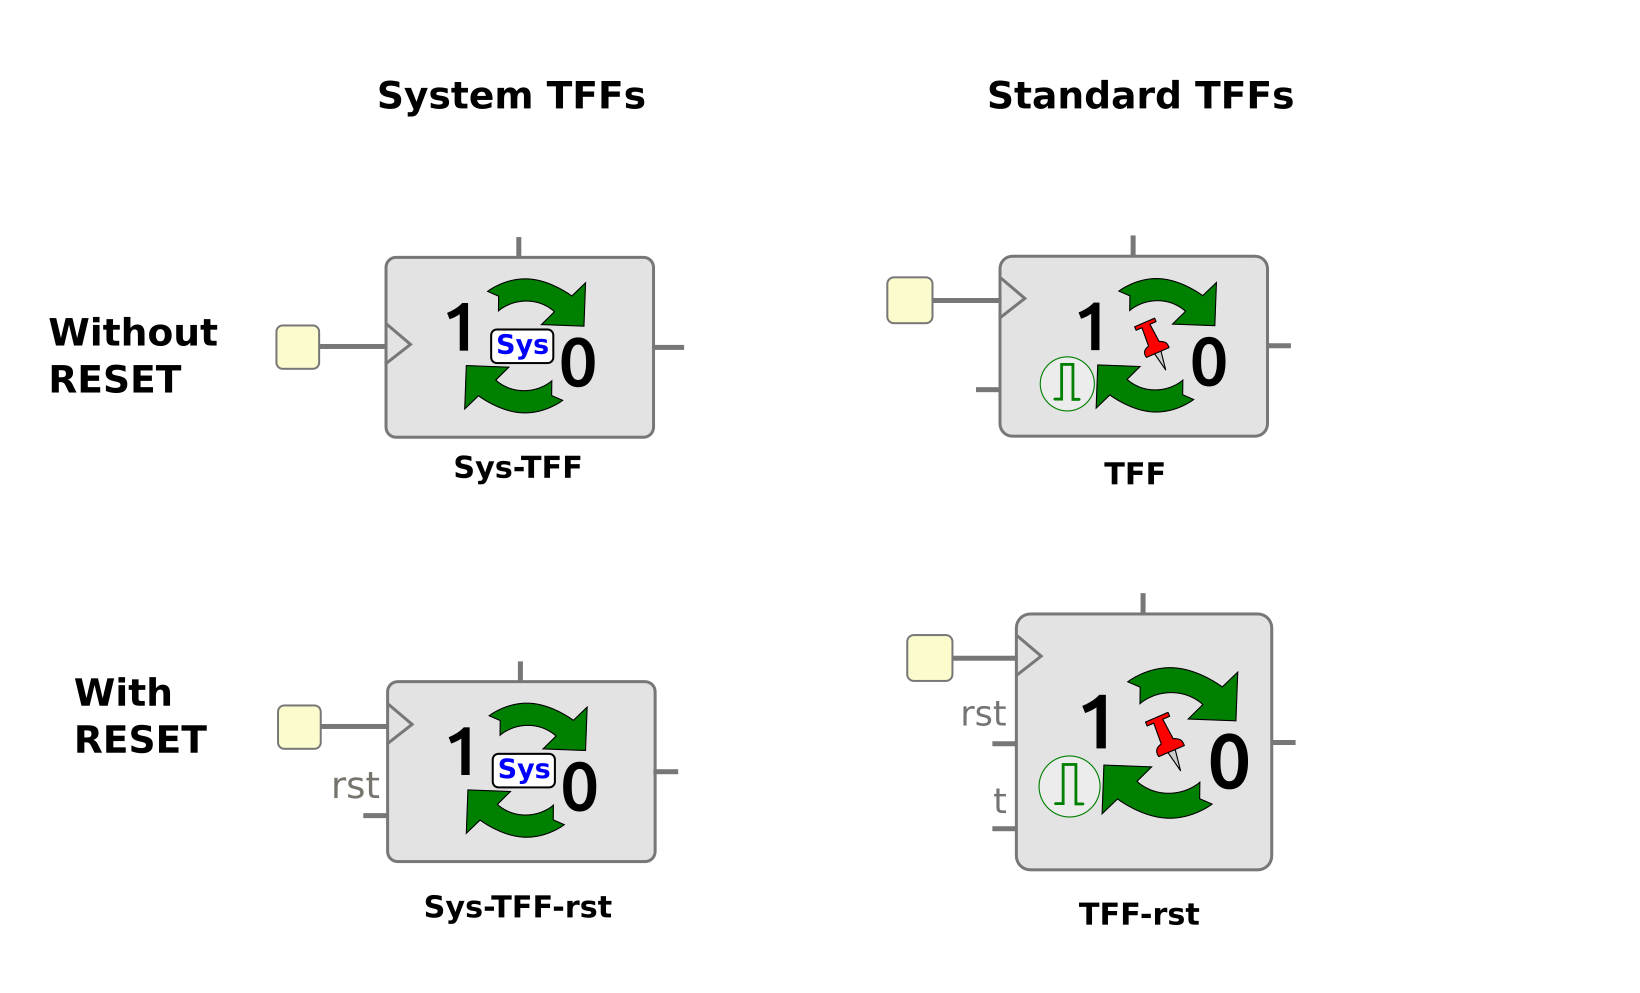 System TFFs
Standard TFFs
Without
RESET
1
Sys
0
Sys-TFF
1
0
TFF
With
RESET
rst
1
Sys
0
Sys-TFF-rst
rst
t
1
0
TFF-rst